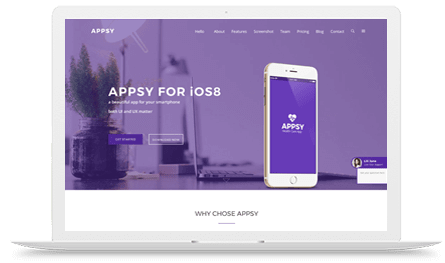 APPSY
Hello About Features Screenshot Team Pricing Blog Contact
APPSY FOR iOS8
a beautiful app for your smartphone
both UI and UX matter
GET STARTED
DOWNLOAD NOW
APPSY
WHY CHOSE APPSY